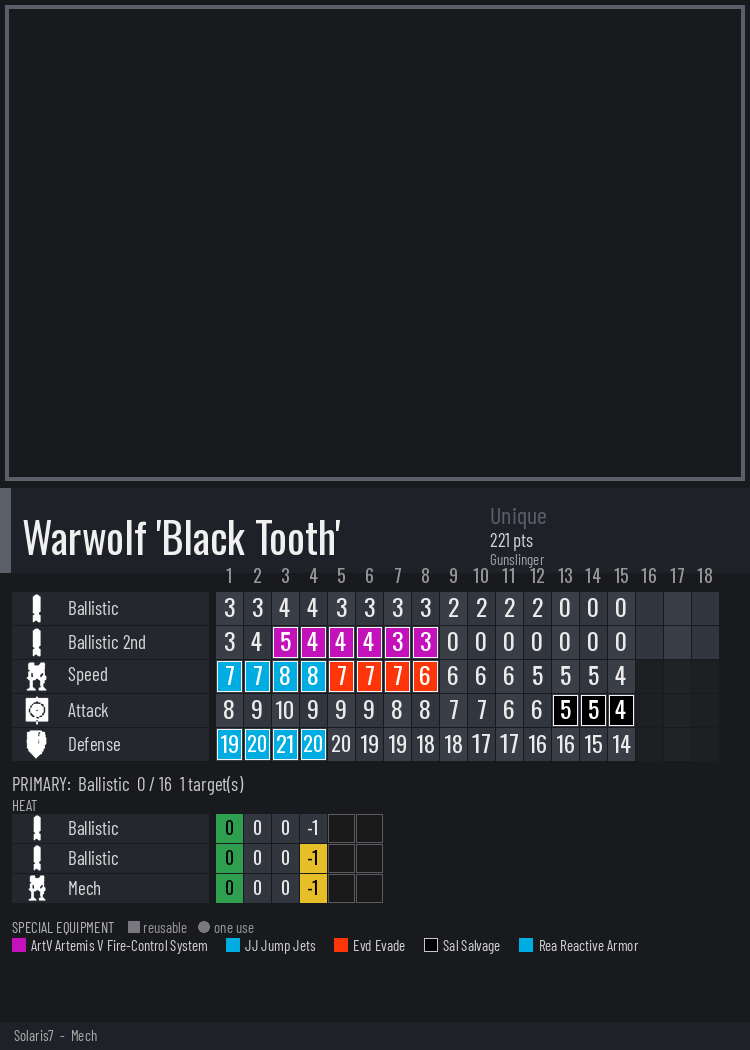 Warwolf 'Black Tooth'
Unique
221 pts
Gunslinger
1 2 3 4 5 6 7 8 9 10 11 12 13 14 15 16 17 18
Ballistic 3 3 4 4 3 3 3 3 2 2 2 2 0 0 0
Ballistic 2nd 3 4 5 4 4 4 3 3 0 0 0 0 0 0 0
Speed 7 7 8 8 7 7 7 6 6 6 6 5 5 5 4
Attack 8 9 10 9 9 9 8 8 7 7 6 6 5 5 4
Defense 19 20 21 20 20 19 19 18 18 17 17 16 16 15 14
PRIMARY: Ballistic 0 / 16 1 target(s)
HEAT
Ballistic 0 0 0 -1
Ballistic 0 0 0 -1
Mech 0 0 0 -1
SPECIAL EQUIPMENT reusable one use
ArtV Artemis V Fire-Control System JJ Jump Jets Evd Evade Sal Salvage Rea Reactive Armor
Solaris7 - Mech